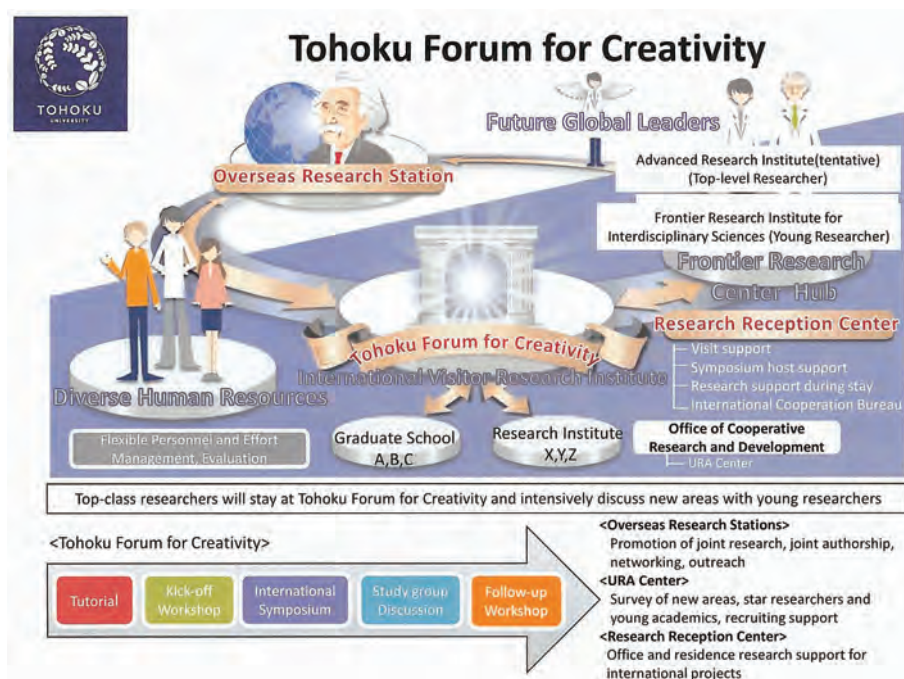 TOHOKU
UNIVERSITY
Tohoku Forum for Creativity
Future Global Leaders
Overseas Research Station
Advanced Research Institute(tentative)
(Top-level Researcher)
Frontier Research Institute for
Interdisciplinary Sciences (Young Researcher)
Frontier Research
Center Hub
Research Reception Center
Visit support
Symposium host support
Research support during stay
International Cooperation Bureau
Tohoku Forum for Creativity
International Visitor Research Institute
Diverse Human Resources
Flexible Personnel and Effort
Management, Evaluation
Graduate School
A,B,C
Research Institute
X,Y,Z
Office of Cooperative
Research and Development
URA Center
Top-class researchers will stay at Tohoku Forum for Creativity and intensively discuss new areas with young researchers
<Tohoku Forum for Creativity>
Tutorial
Kick-off
Workshop
International
Symposium
Study group
Discussion
Follow-up
Workshop
<Overseas Research Stations>
Promotion of joint research, joint authorship,
networking, outreach
<URA Center>
Survey of new areas, star researchers and
young academics, recruiting support
<Research Reception Center>
Office and residence research support for
international projects